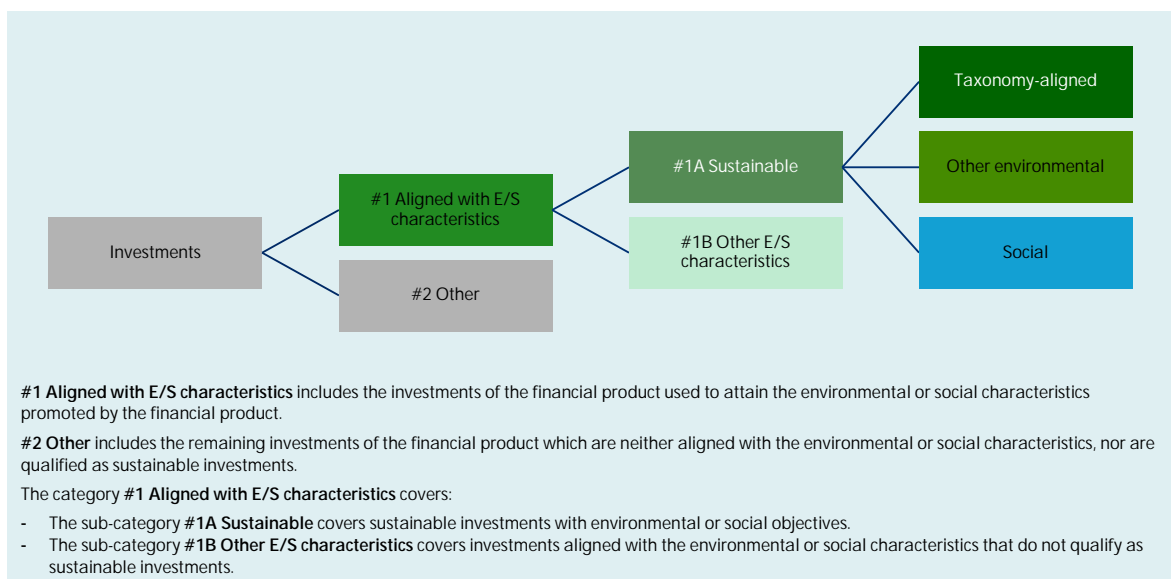 Taxonomy-aligned
#1A Sustainable
Other environmental
#1 Aligned with E/S
characteristics
#1B Other E/S
characteristics
Investments
Social
#2 Other
#1 Aligned with E/S characteristics includes the investments of the financial product used to attain the environmental or social characteristics
promoted by the financial product.
#2 Other includes the remaining investments of the financial product which are neither aligned with the environmental or social characteristics, nor are
qualified as sustainable investments.
The category #1 Aligned with E/S characteristics covers:
- The sub-category #1A Sustainable covers sustainable investments with environmental or social objectives.
- The sub-category #1B Other E/S characteristics covers investments aligned with the environmental or social characteristics that do not qualify as
sustainable investments.